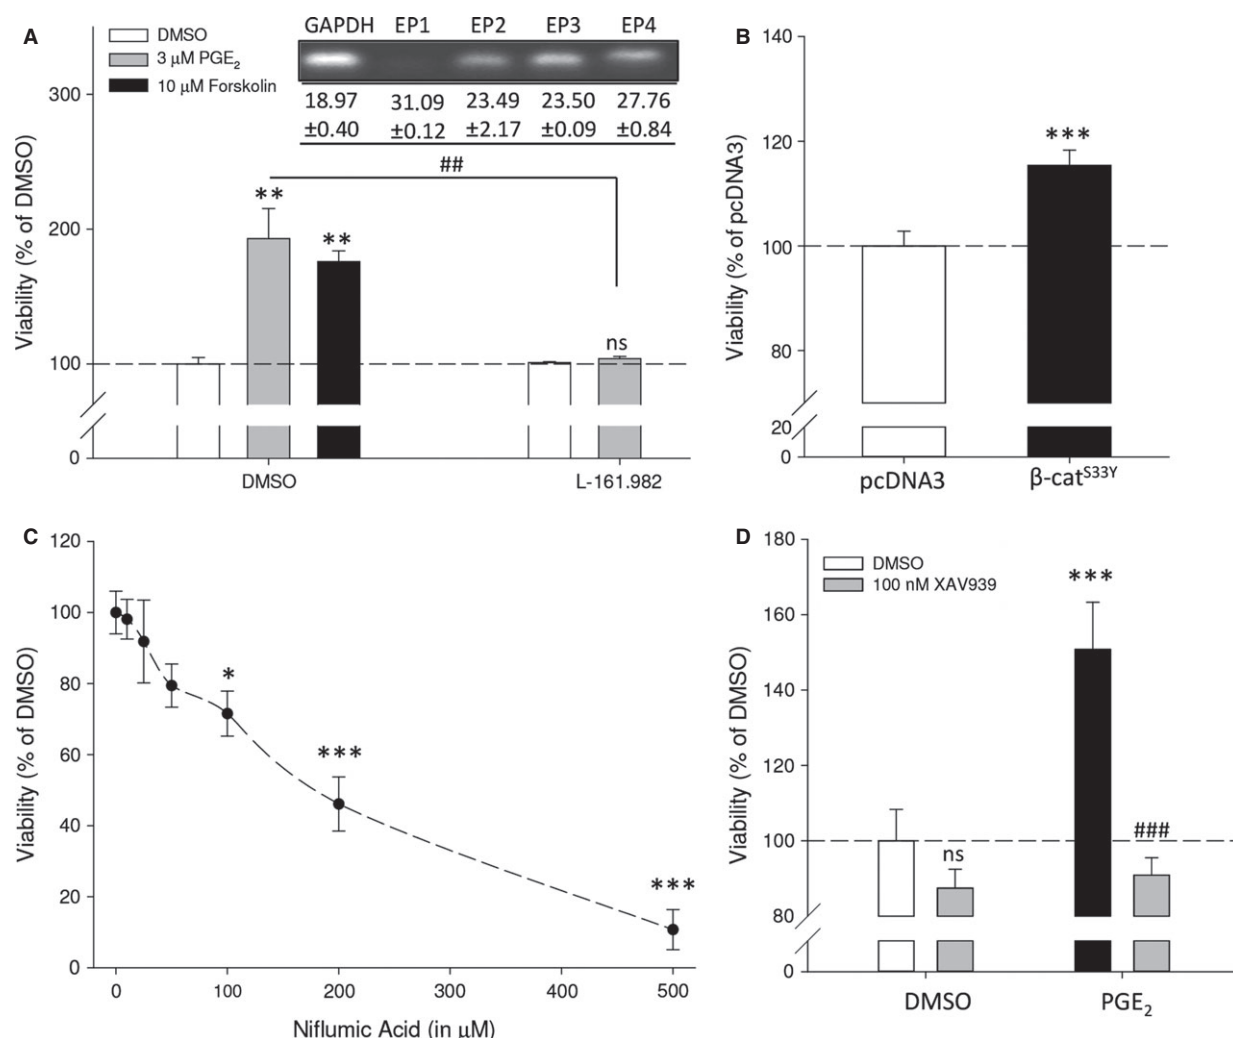 A
DMSO
3 µM PGE₂
10 µM Forskolin
GAPDH EP1 EP2 EP3 EP4
18.97 31.09 23.49 23.50 27.76
±0.40 ±0.12 ±2.17 ±0.09 ±0.84
##
**
**
ns
300
200
100
0
Viability (% of DMSO)
DMSO L-161.982
B
140
120
100
80
20
0
Viability (% of pcDNA3)
***
pcDNA3 β-catS33Y
C
120
100
80
60
40
20
0
Viability (% of DMSO)
*
***
***
0 100 200 300 400 500
Niflumic Acid (in µM)
D
DMSO
100 nM XAV939
180
160
140
120
100
80
0
Viability (% of DMSO)
***
ns
###
DMSO PGE₂